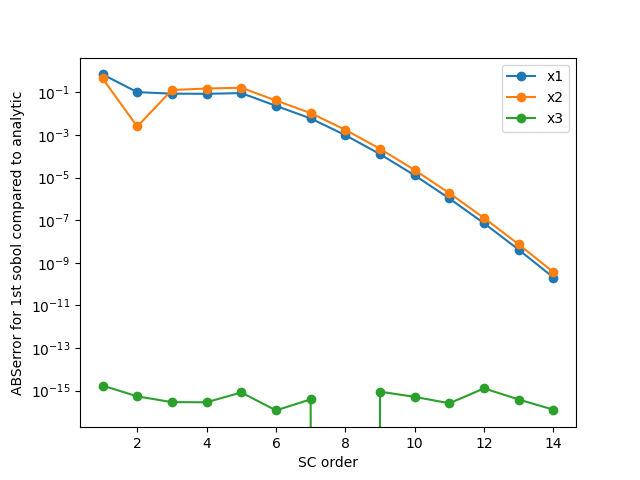 x1
x2
x3
ABSerror for 1st sobol compared to analytic
10⁻¹
10⁻³
10⁻⁵
10⁻⁷
10⁻⁹
10⁻¹¹
10⁻¹³
10⁻¹⁵
2 4 6 8 10 12 14
SC order